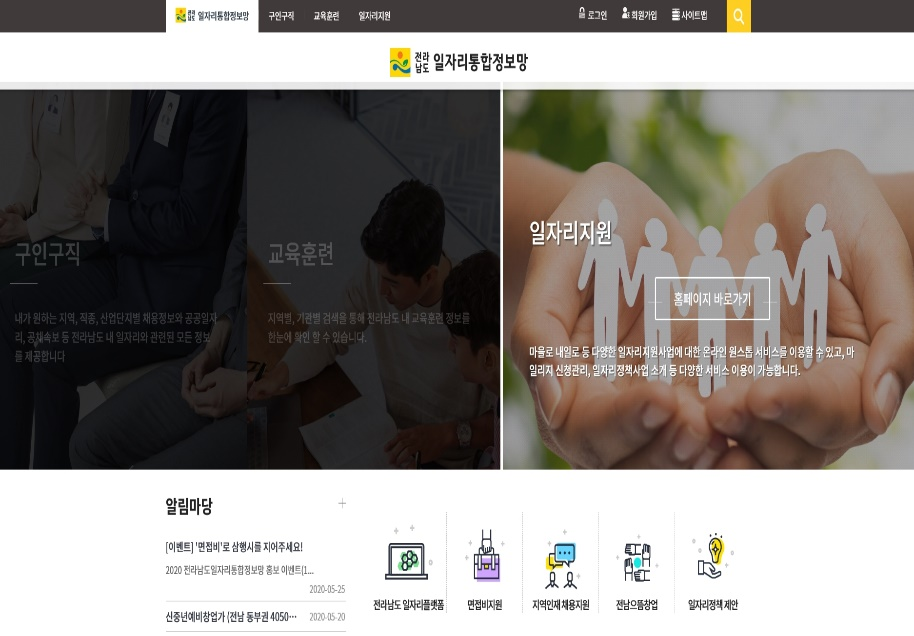 전라남도 일자리통합정보망 구인구직 교육훈련 일자리지원 로그인 회원가입 사이트맵
전라남도 일자리통합정보망
구인구직
내가 원하는 지역, 직종, 산업단지별 채용정보와 공공일자
리, 공채속보 등 전라남도 내 일자리와 관련된 모든 정보
를 제공합니다
교육훈련
지역별, 기관별 검색을 통해 전라남도 내 교육훈련 정보를
한눈에 확인 할 수 있습니다.
일자리지원
홈페이지 바로가기
마을로 내일로 등 다양한 일자리지원사업에 대한 온라인 원스톱 서비스를 이용할 수 있고, 마
일리지 신청관리, 일자리정책사업 소개 등 다양한 서비스 이용이 가능합니다.
알림마당 +
[이벤트] '면접비'로 삼행시를 지어주세요!
2020 전라남도일자리통합정보망 홍보 이벤트(1...
2020-05-25
신중년예비창업가 (전남 동부권 4050··· 2020-05-20
전라남도 일자리플랫폼 면접비지원 지역인재 채용지원 전남으뜸창업 일자리정책 제안